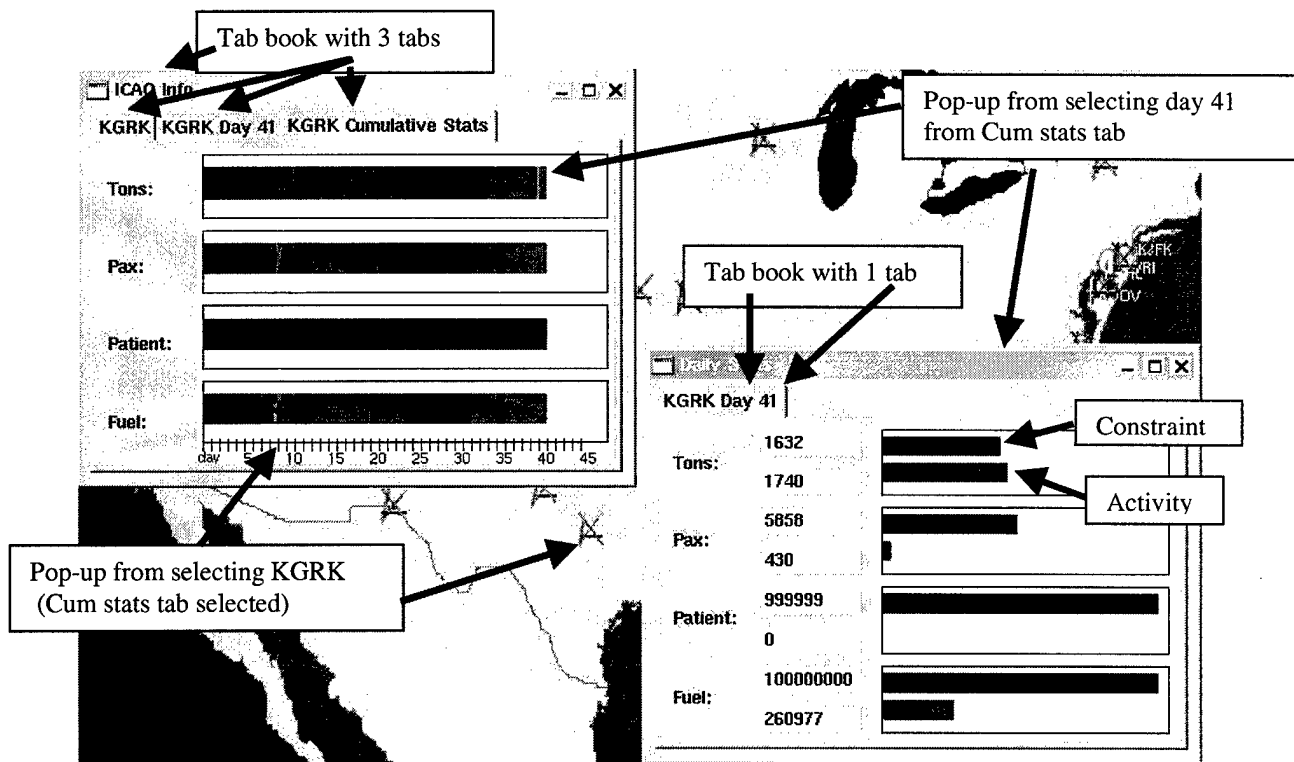 Tab book with 3 tabs
ICAO Info
KGRK
KGRK Day 41
KGRK Cumulative Stats
Tons:
Pax:
Patient:
Fuel:
day 5 10 15 20 25 30 35 40 45
Pop-up from selecting day 41
from Cum stats tab
Tab book with 1 tab
KGRK Day 41
Tons:
1632
1740
Constraint
Activity
Pax:
5858
430
Patient:
999999
0
Fuel:
100000000
260977
Pop-up from selecting KGRK
(Cum stats tab selected)